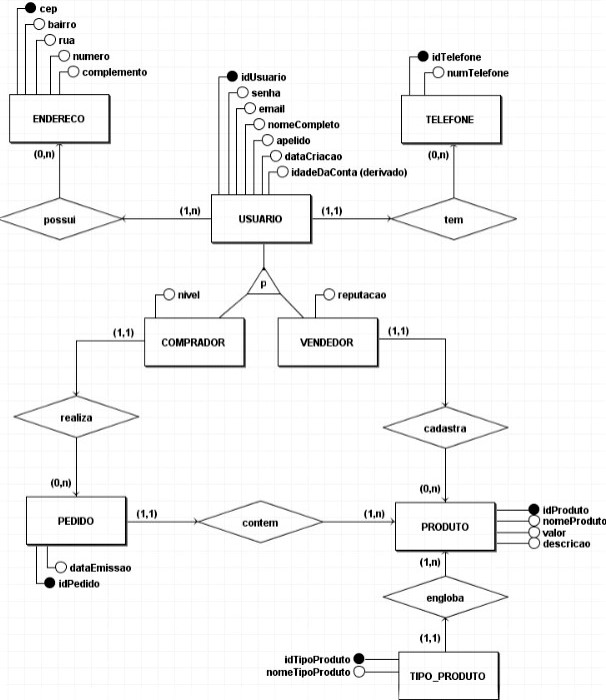 cep
bairro
rua
numero
complemento
ENDERECO
(0,n)
possui
(1,n)
idUsuario
senha
email
nomeCompleto
apelido
dataCriacao
idadeDaConta (derivado)
USUARIO
(1,1)
idTelefone
numTelefone
TELEFONE
(0,n)
tem
p
nivel
COMPRADOR
(1,1)
reputacao
VENDEDOR
(1,1)
realiza
cadastra
(0,n)
(0,n)
PEDIDO
(1,1)
contem
(1,n)
PRODUTO
idProduto
nomeProduto
valor
descricao
dataEmissao
idPedido
(1,n)
engloba
(1,1)
idTipoProduto
nomeTipoProduto
TIPO_PRODUTO